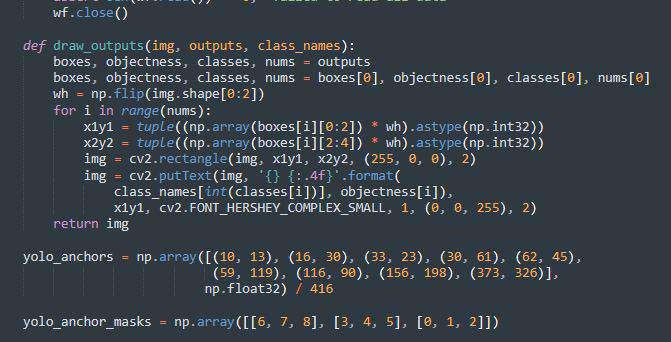 wf.close()
def draw_outputs(img, outputs, class_names):
    boxes, objectness, classes, nums = outputs
    boxes, objectness, classes, nums = boxes[0], objectness[0], classes[0], nums[0]
    wh = np.flip(img.shape[0:2])
    for i in range(nums):
        x1y1 = tuple((np.array(boxes[i][0:2]) * wh).astype(np.int32))
        x2y2 = tuple((np.array(boxes[i][2:4]) * wh).astype(np.int32))
        img = cv2.rectangle(img, x1y1, x2y2, (255, 0, 0), 2)
        img = cv2.putText(img, '{} {:.4f}'.format(
            class_names[int(classes[i])], objectness[i]),
            x1y1, cv2.FONT_HERSHEY_COMPLEX_SMALL, 1, (0, 0, 255), 2)
    return img
yolo_anchors = np.array([(10, 13), (16, 30), (33, 23), (30, 61), (62, 45),
                         (59, 119), (116, 90), (156, 198), (373, 326)],
                        np.float32) / 416
yolo_anchor_masks = np.array([[6, 7, 8], [3, 4, 5], [0, 1, 2]])